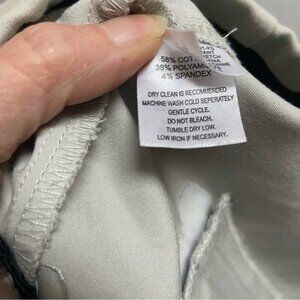 58% COT
38% POLYAM
4% SPANDEX
DRY CLEAN IS RECOMMENDED
MACHINE WASH COLD SEPERATELY
GENTLE CYCLE.
DO NOT BLEACH.
TUMBLE DRY LOW.
LOW IRON IF NECESSARY.